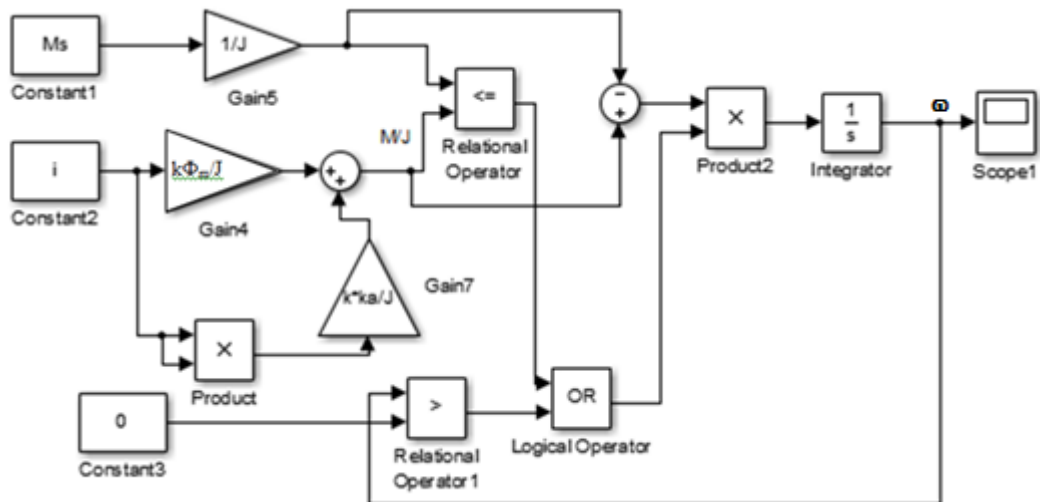 Ms
Constant1
1/J
Gain5
<=
Relational
Operator
−
+
×
Product2
1
s
Integrator
ω
Scope1
i
Constant2
kΦm/J
Gain4
+
+
M/J
k*ka/J
Gain7
×
Product
0
Constant3
>
Relational
Operator1
OR
Logical Operator